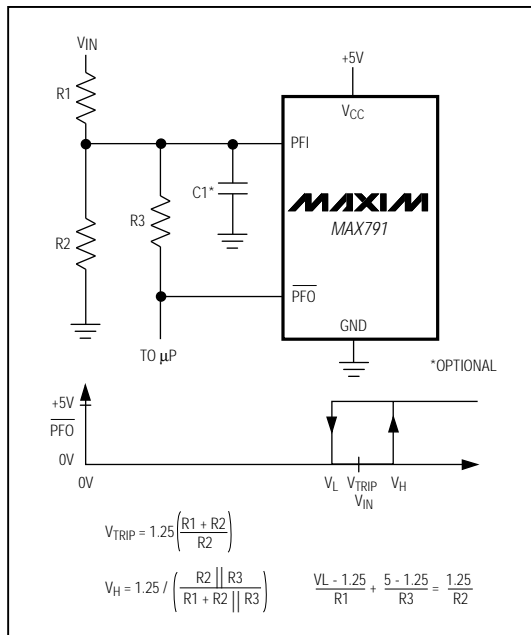 VIN
+5V
R1
VCC
PFI
C1*
R3
MAXIM
MAX791
R2
PFO
GND
TO µP
*OPTIONAL
+5V
PFO
0V
0V
VL
VTRIP
VH
VIN
VTRIP = 1.25 (R1 + R2 / R2)
VH = 1.25 / (R2 || R3 / R1 + R2 || R3)
VL - 1.25 / R1 + 5 - 1.25 / R3 = 1.25 / R2